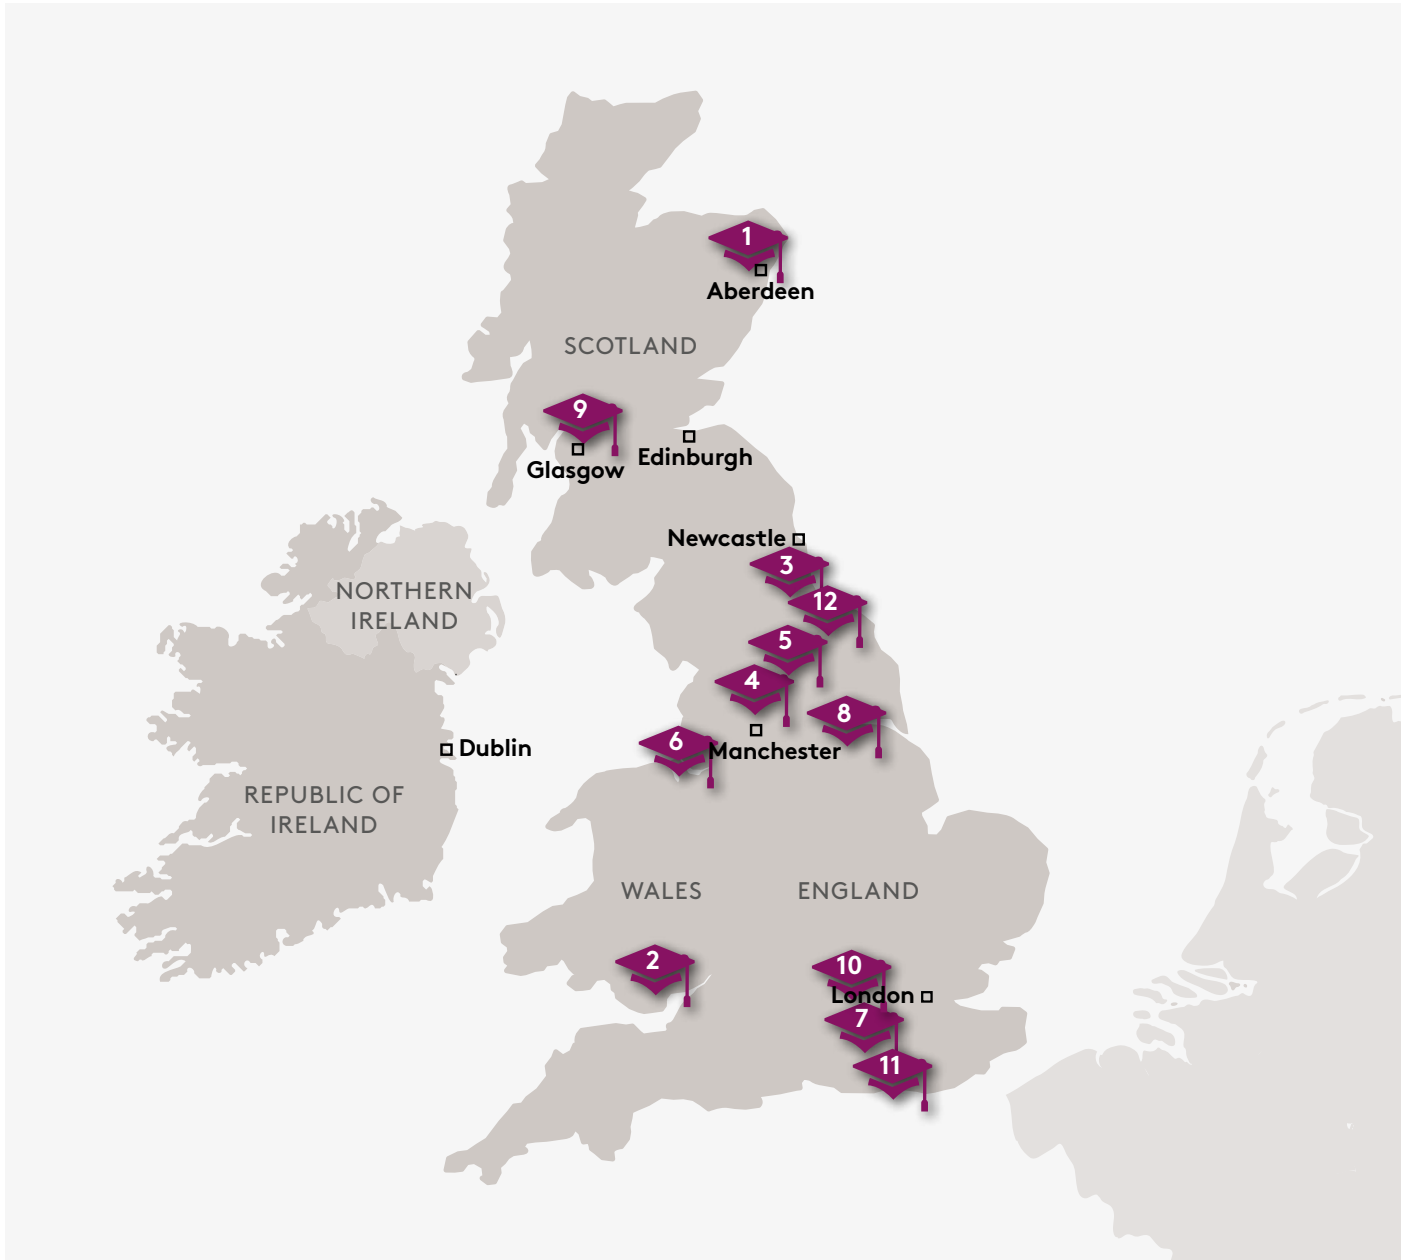 1
Aberdeen
SCOTLAND
9
Glasgow
Edinburgh
Newcastle
3
12
NORTHERN
IRELAND
5
4
8
6
Manchester
Dublin
REPUBLIC OF
IRELAND
WALES
ENGLAND
2
10
London
7
11